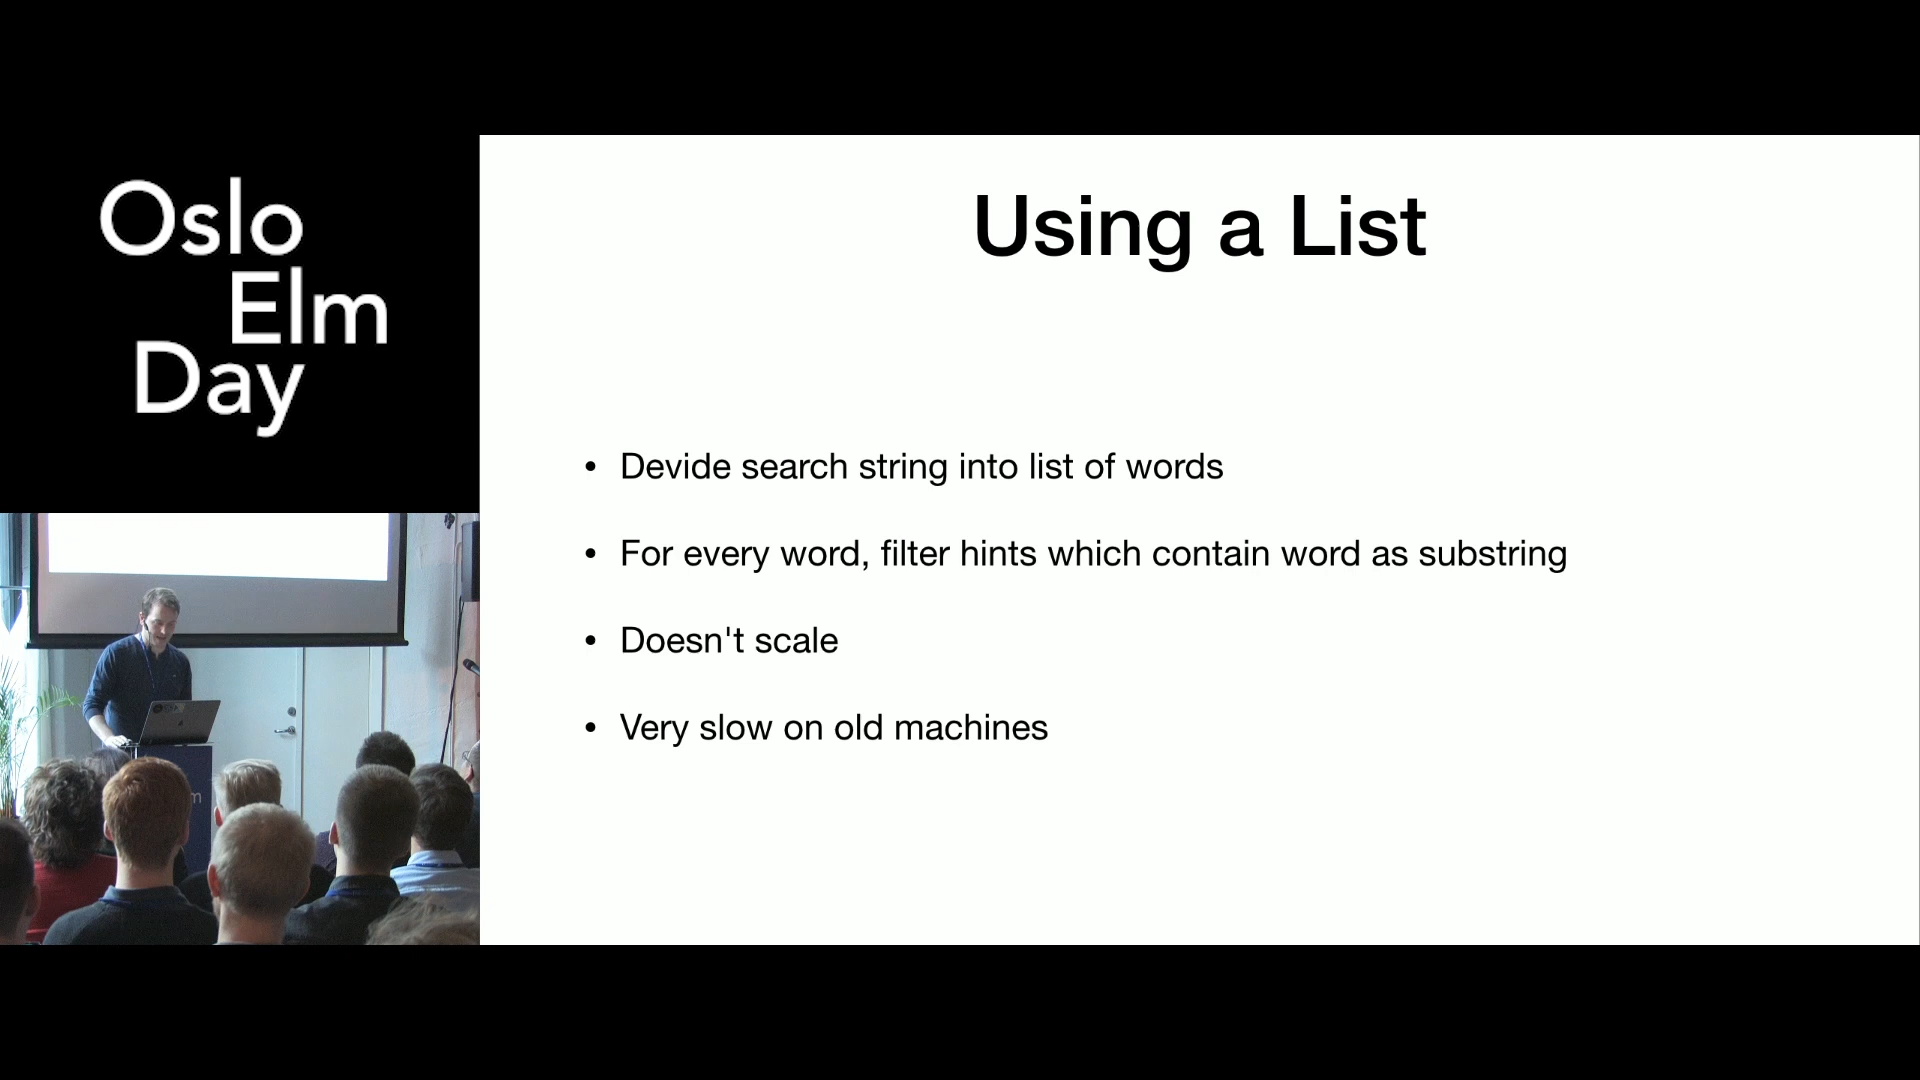 Oslo
Elm
Day
Using a List
• Devide search string into list of words
• For every word, filter hints which contain word as substring
• Doesn't scale
• Very slow on old machines